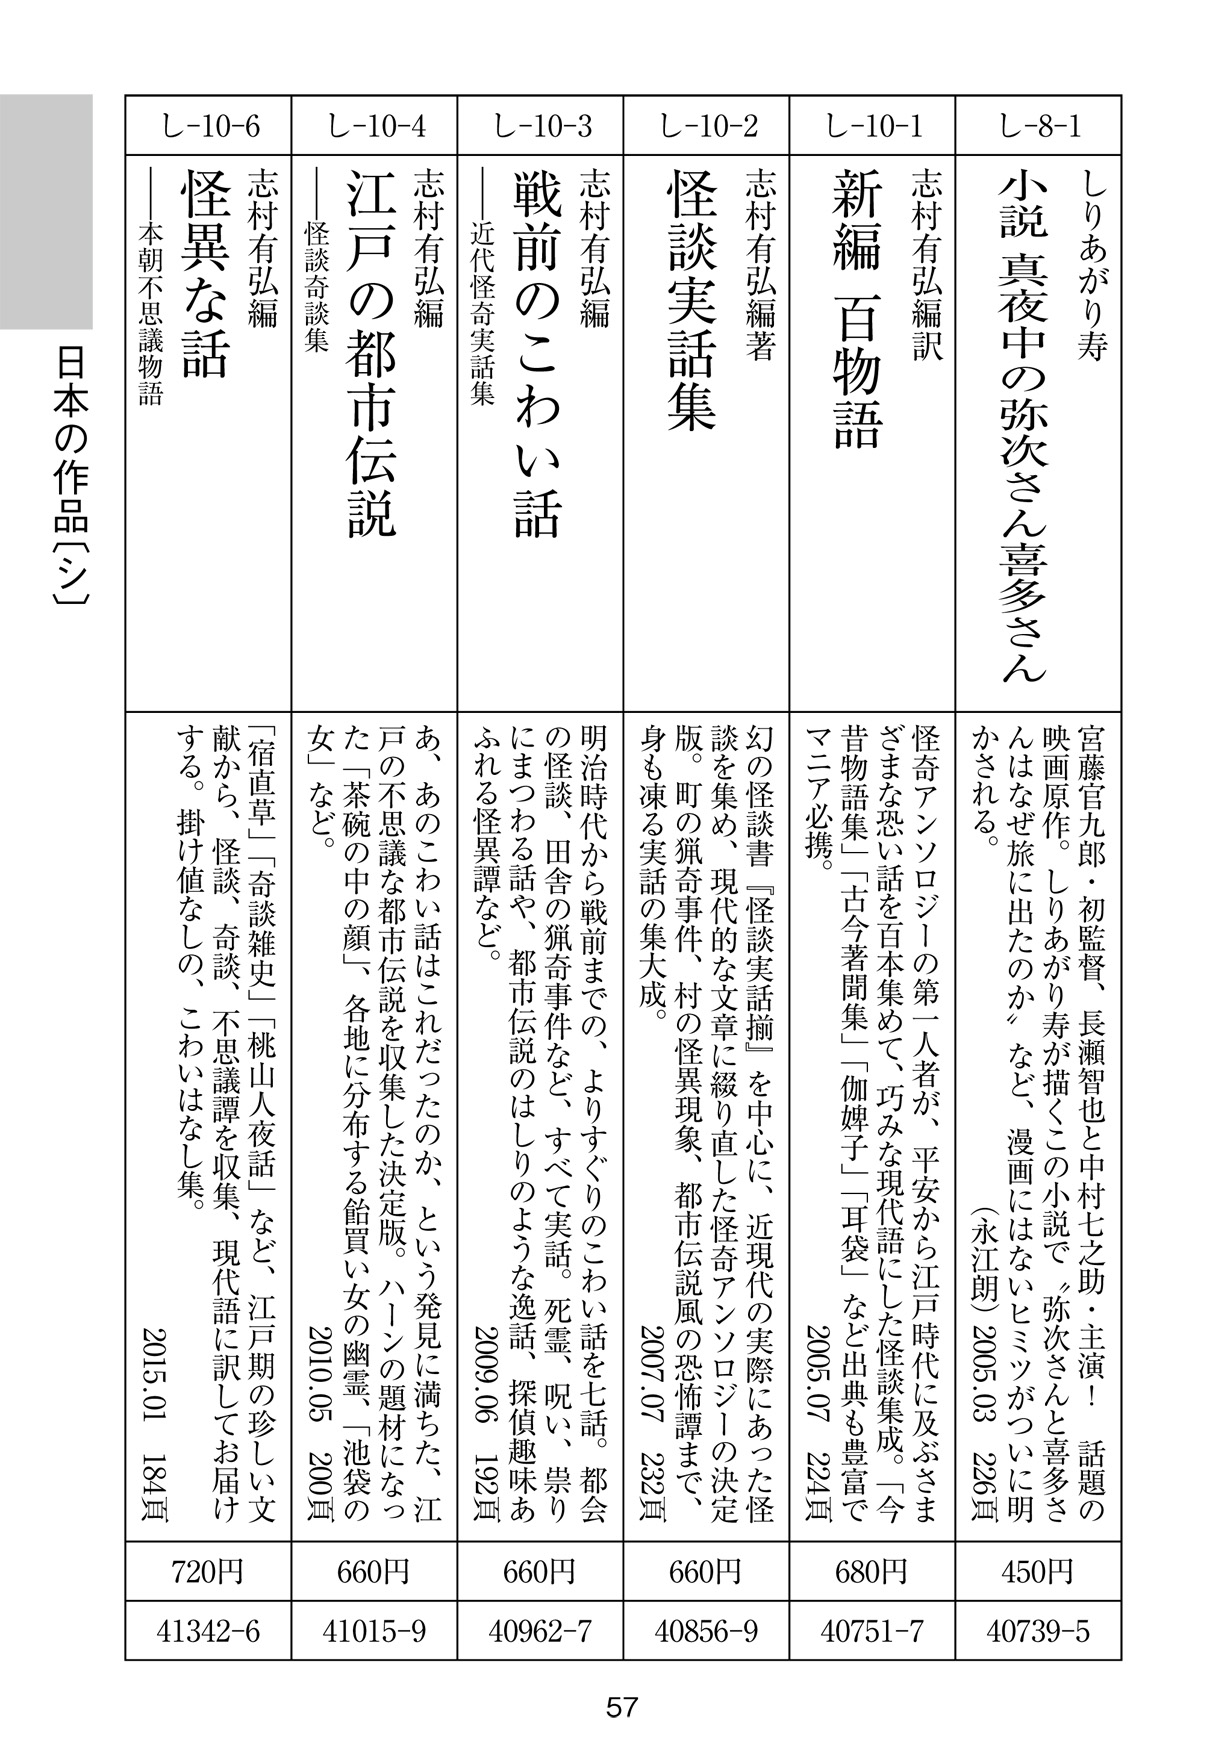 し-8-1
しりあがり寿
小説 真夜中の弥次さん喜多さん
宮藤官九郎・初監督、長瀬智也と中村七之助・主演！　話題の
映画原作。しりあがり寿が描くこの小説で〝弥次さんと喜多さ
んはなぜ旅に出たのか〟など、漫画にはないヒミツがついに明
かされる。　（永江朗）2005.03　226頁
450円
40739-5
し-10-1
志村有弘編訳
新編 百物語
怪奇アンソロジーの第一人者が、平安から江戸時代に及ぶさま
ざまな恐い話を百本集めて、巧みな現代語にした怪談集成。「今
昔物語集」「古今著聞集」「伽婢子」「耳袋」など出典も豊富で
マニア必携。　2005.07　224頁
680円
40751-7
し-10-2
志村有弘編著
怪談実話集
幻の怪談書『怪談実話揃』を中心に、近現代の実際にあった怪
談を集め、現代的な文章に綴り直した怪奇アンソロジーの決定
版。町の猟奇事件、村の怪異現象、都市伝説風の恐怖譚まで、
身も凍る実話の集大成。　2007.07　232頁
660円
40856-9
し-10-3
志村有弘編
戦前のこわい話
――近代怪奇実話集
明治時代から戦前までの、よりすぐりのこわい話を七話。都会
の怪談、田舎の猟奇事件など、すべて実話。死霊、呪い、祟り
にまつわる話や、都市伝説のはしりのような逸話、探偵趣味あ
ふれる怪異譚など。　2009.06　192頁
660円
40962-7
し-10-4
志村有弘編
江戸の都市伝説
――怪談奇談集
あ、あのこわい話はこれだったのか、という発見に満ちた、江
戸の不思議な都市伝説を収集した決定版。ハーンの題材になっ
た「茶碗の中の顔」、各地に分布する飴買い女の幽霊、「池袋の
女」など。　2010.05　200頁
660円
41015-9
し-10-6
志村有弘編
怪異な話
――本朝不思議物語
「宿直草」「奇談雑史」「桃山人夜話」など、江戸期の珍しい文
献から、怪談、奇談、不思議譚を収集、現代語に訳してお届け
する。掛け値なしの、こわいはなし集。
2015.01　184頁
720円
41342-6
日本の作品〔シ〕
57